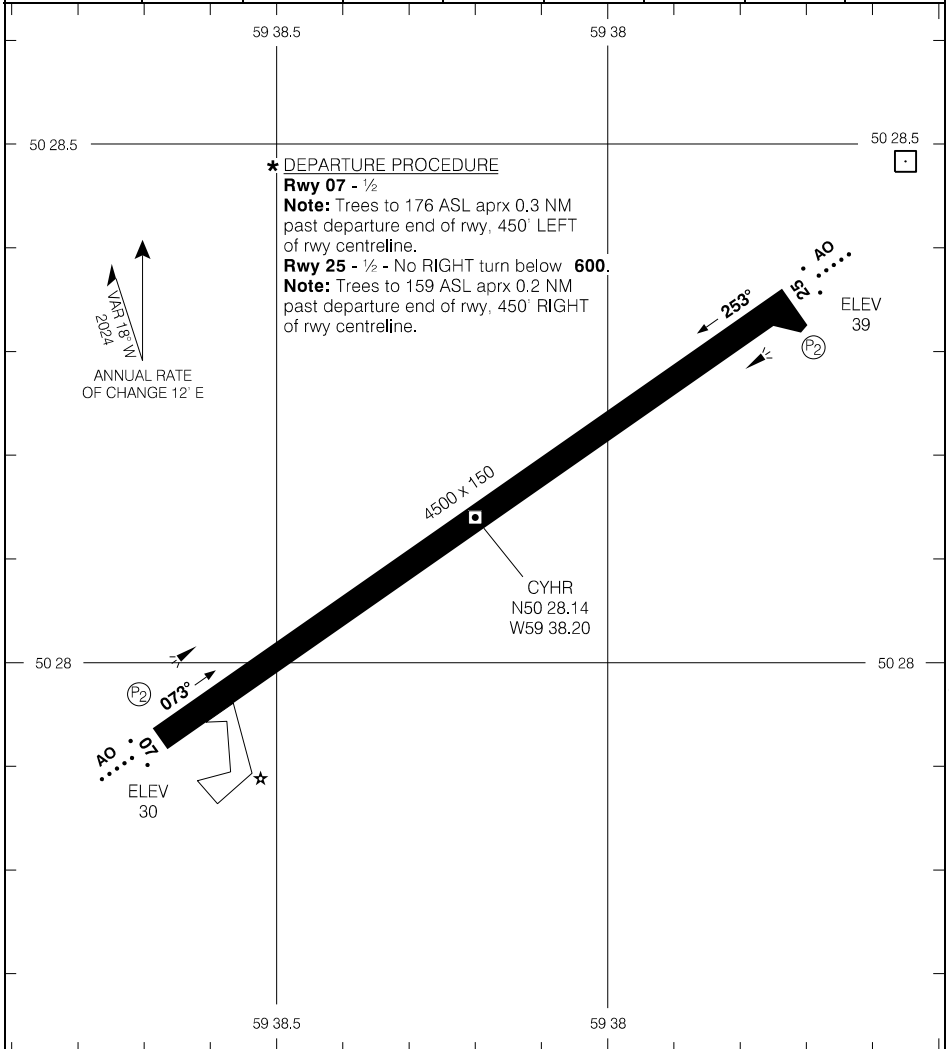 59 38.5
59 38
50 28.5
50 28.5
* DEPARTURE PROCEDURE
Rwy 07 - ½
Note: Trees to 176 ASL aprx 0.3 NM
past departure end of rwy, 450' LEFT
of rwy centreline.
Rwy 25 - ½ - No RIGHT turn below 600.
Note: Trees to 159 ASL aprx 0.2 NM
past departure end of rwy, 450' RIGHT
of rwy centreline.
VAR 18° W
2024
ANNUAL RATE
OF CHANGE 12' E
AO
25
ELEV
39
253°
P2
4500 x 150
CYHR
N50 28.14
W59 38.20
50 28
50 28
P2
073°
AO
07
ELEV
30
59 38.5
59 38